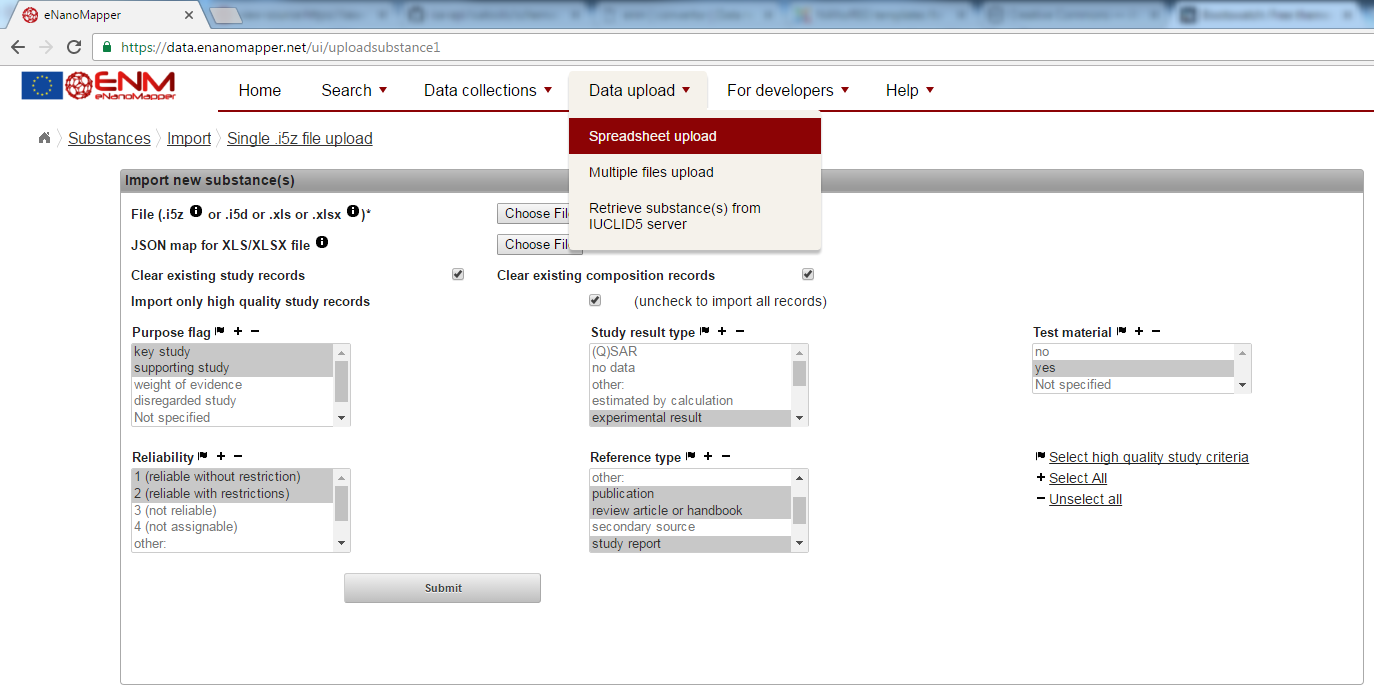 eNanoMapper
https://data.enanomapper.net/ui/uploadsubstance1
ENM
eNanoMapper
Home Search Data collections Data upload For developers Help
Substances Import Single .i5z file upload
Spreadsheet upload
Multiple files upload
Retrieve substance(s) from
IUCLID5 server
Import new substance(s)
File (.i5z or .i5d or .xls or .xlsx )*
Choose Fil
JSON map for XLS/XLSX file
Choose Fil
Clear existing study records
Clear existing composition records
Import only high quality study records
(uncheck to import all records)
Purpose flag + −
key study
supporting study
weight of evidence
disregarded study
Not specified
Study result type + −
(Q)SAR
no data
other:
estimated by calculation
experimental result
Test material + −
no
yes
Not specified
Reliability + −
1 (reliable without restriction)
2 (reliable with restrictions)
3 (not reliable)
4 (not assignable)
other:
Reference type + −
other:
publication
review article or handbook
secondary source
study report
Select high quality study criteria
+ Select All
− Unselect all
Submit